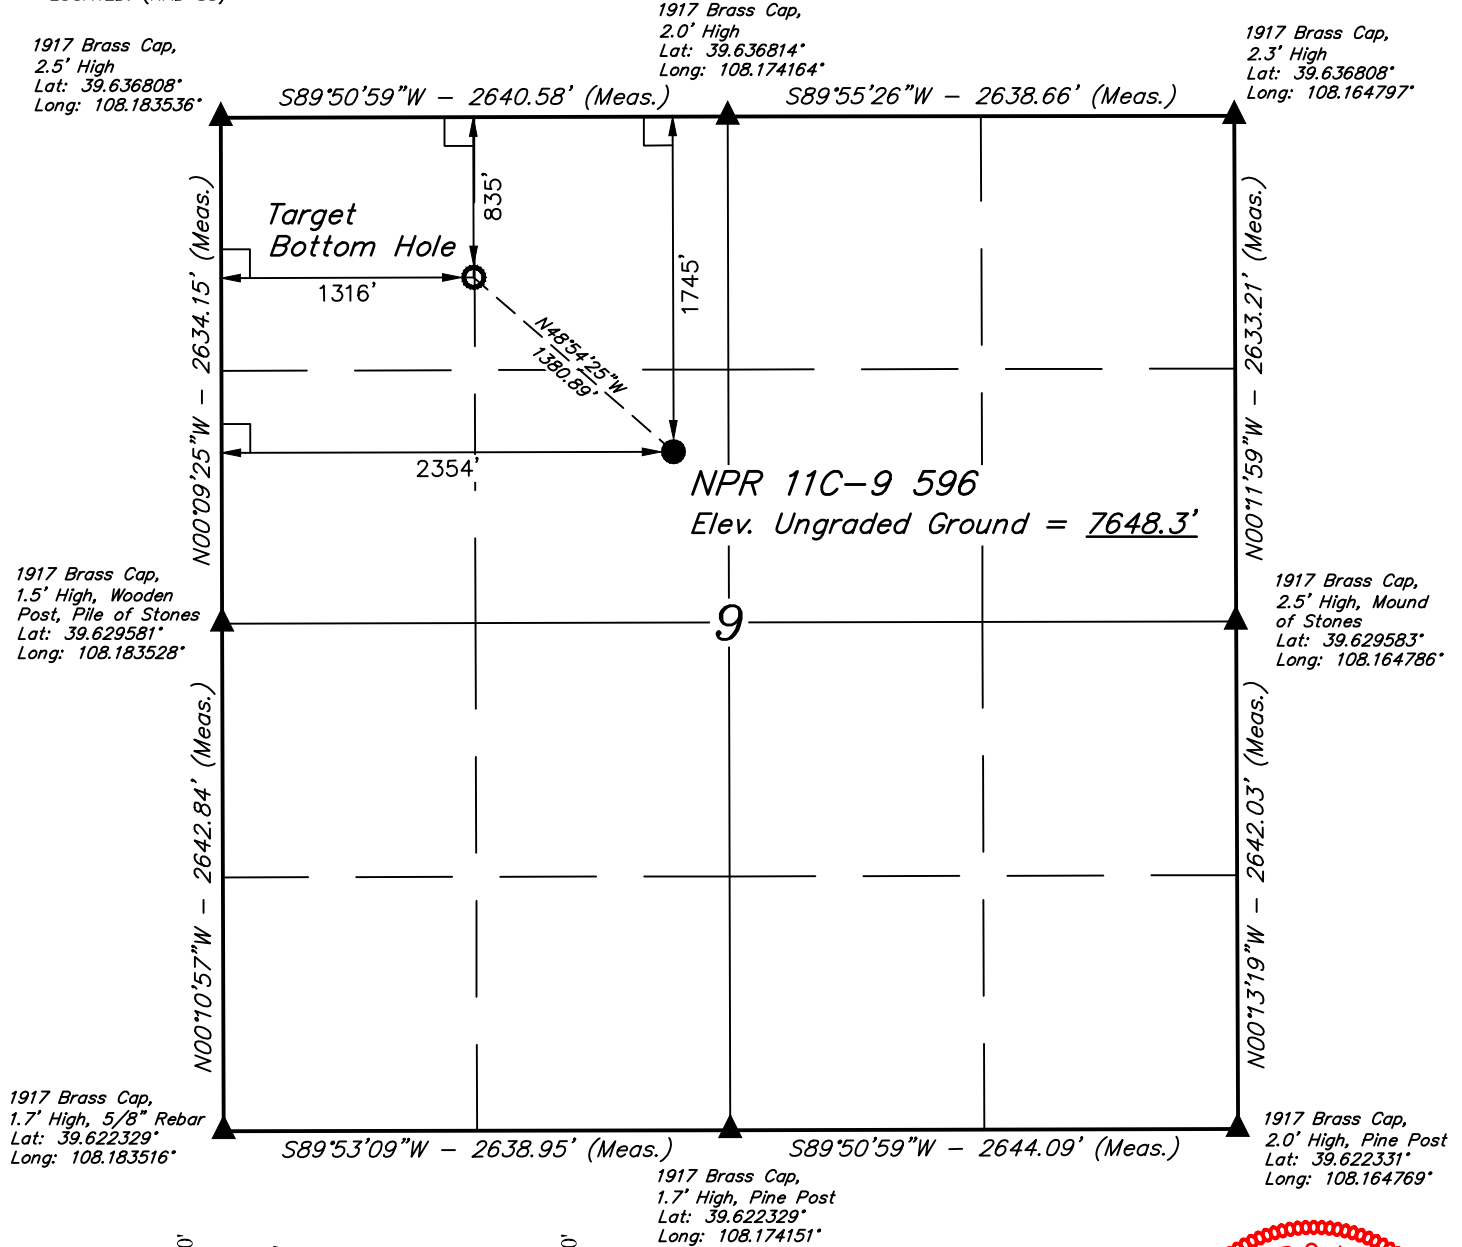 1917 Brass Cap,
2.0' High
Lat: 39.636814°
Long: 108.174164°
1917 Brass Cap,
2.5' High
Lat: 39.636808°
Long: 108.183536°
1917 Brass Cap,
2.3' High
Lat: 39.636808°
Long: 108.164797°
S89°50'59"W - 2640.58' (Meas.)
S89°55'26"W - 2638.66' (Meas.)
N00°09'25"W - 2634.15' (Meas.)
Target
Bottom Hole
835'
1316'
1745'
N48°54'25"W
1380.89'
2354'
NPR 11C-9 596
Elev. Ungraded Ground = 7648.3'
N00°11'59"W - 2633.21' (Meas.)
1917 Brass Cap,
1.5' High, Wooden
Post, Pile of Stones
Lat: 39.629581°
Long: 108.183528°
9
1917 Brass Cap,
2.5' High, Mound
of Stones
Lat: 39.629583°
Long: 108.164786°
N00°10'57"W - 2642.84' (Meas.)
N00°13'19"W - 2642.03' (Meas.)
1917 Brass Cap,
1.7' High, 5/8" Rebar
Lat: 39.622329°
Long: 108.183516°
S89°53'09"W - 2638.95' (Meas.)
S89°50'59"W - 2644.09' (Meas.)
1917 Brass Cap,
2.0' High, Pine Post
Lat: 39.622331°
Long: 108.164769°
1917 Brass Cap,
1.7' High, Pine Post
Lat: 39.622329°
Long: 108.174151°